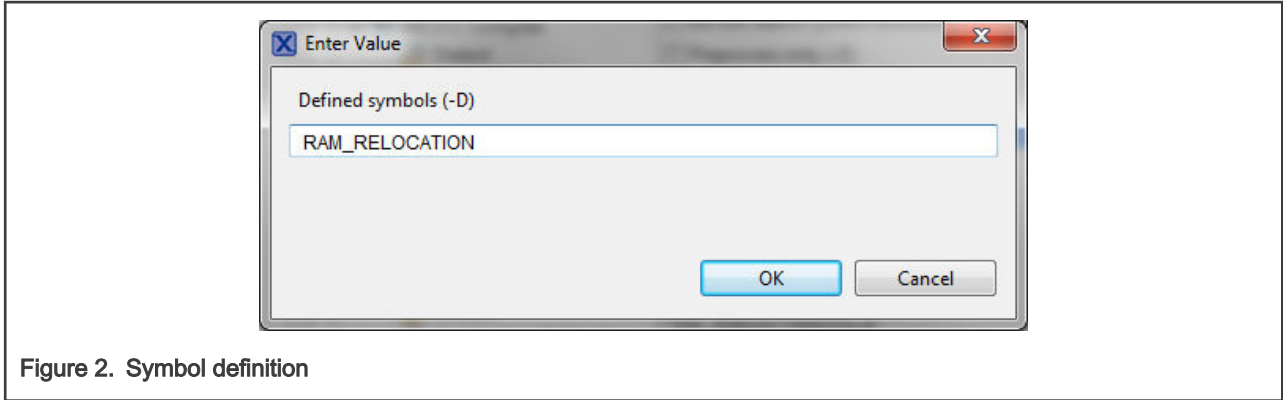 Enter Value
Defined symbols (-D)
RAM_RELOCATION
OK Cancel
Figure 2. Symbol definition